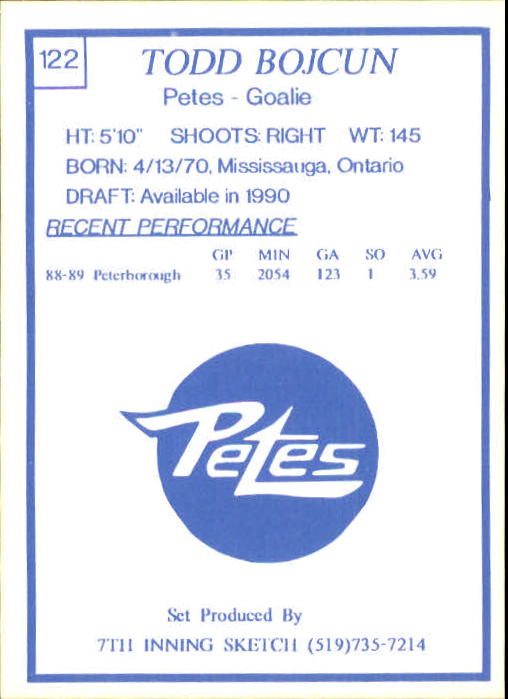 122
TODD BOJCUN
Petes - Goalie
HT: 5'10" SHOOTS: RIGHT WT: 145
BORN: 4/13/70, Mississauga, Ontario
DRAFT: Available in 1990
RECENT PERFORMANCE
GP MIN GA SO AVG
88-89 Peterborough 35 2054 123 1 3.59
Petes
Set Produced By
7TH INNING SKETCH (519)735-7214